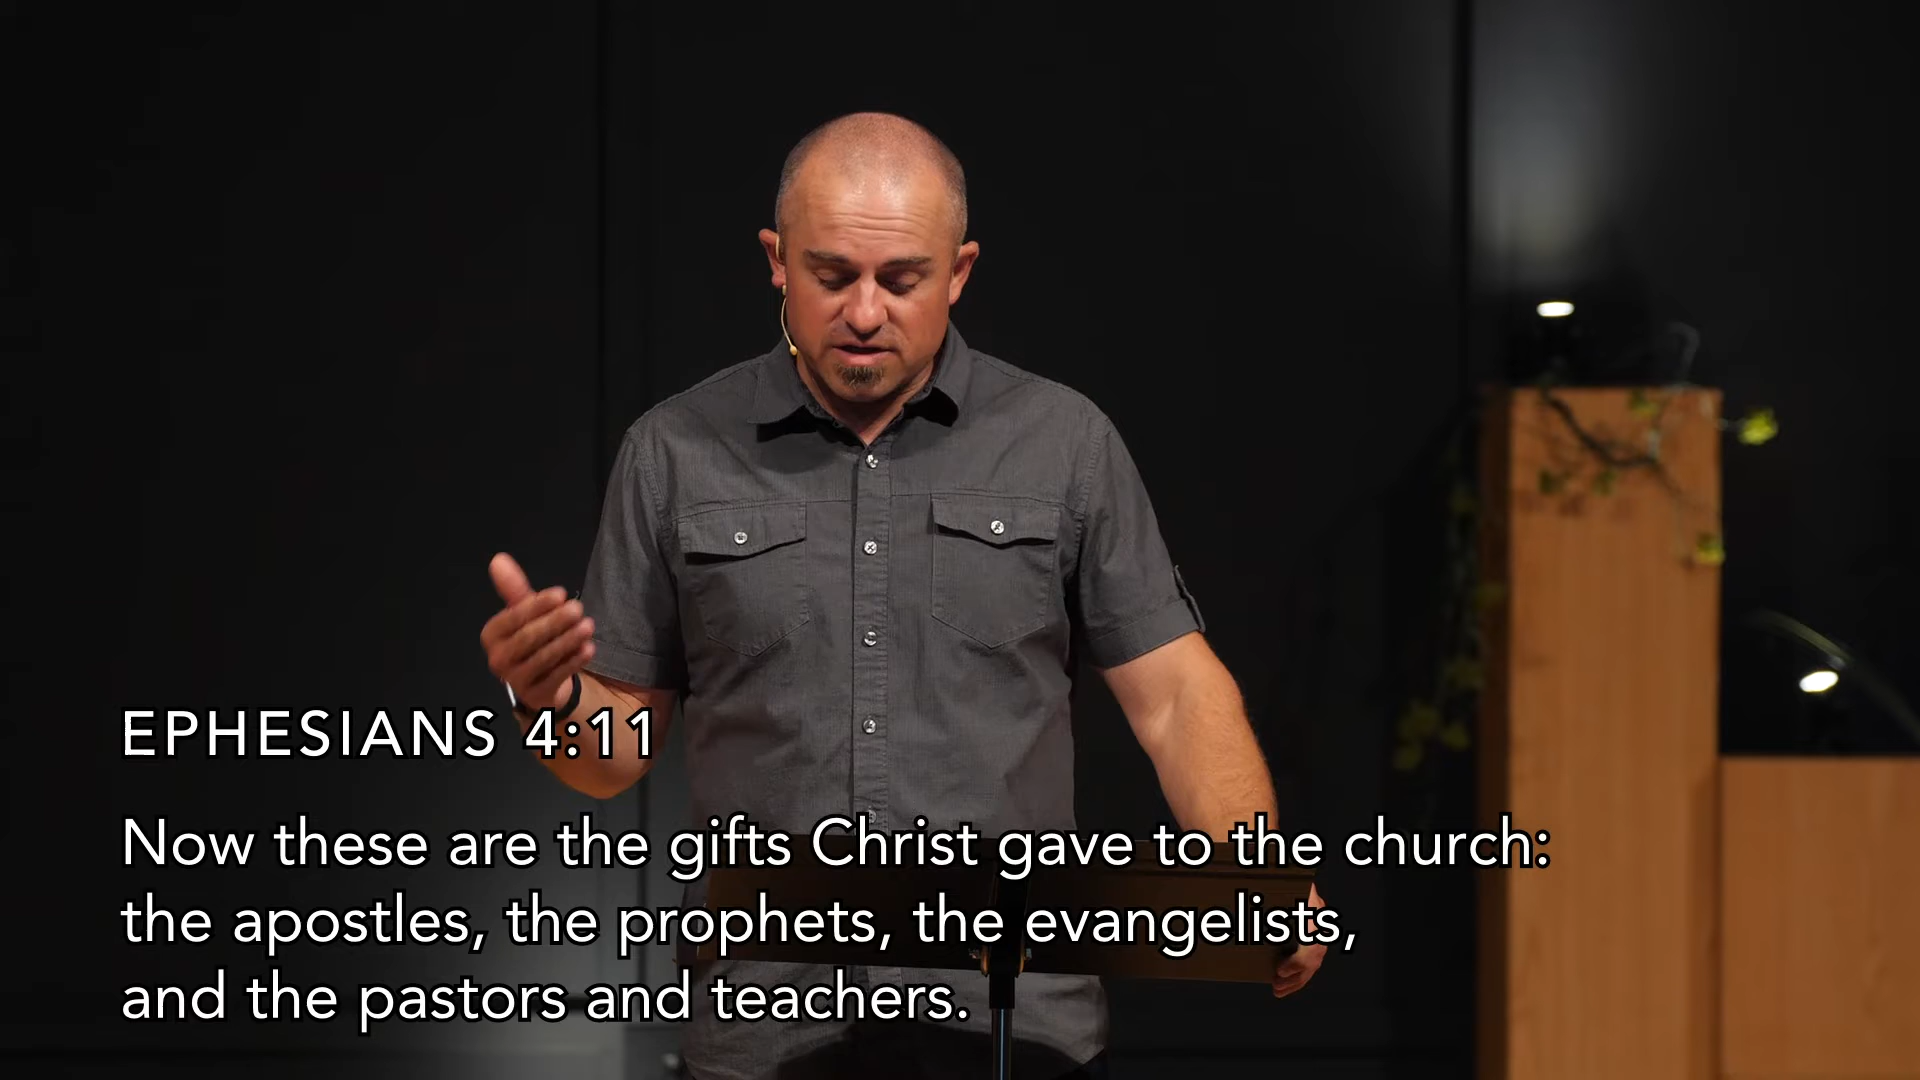 EPHESIANS 4:11
Now these are the gifts Christ gave to the church:
the apostles, the prophets, the evangelists,
and the pastors and teachers.